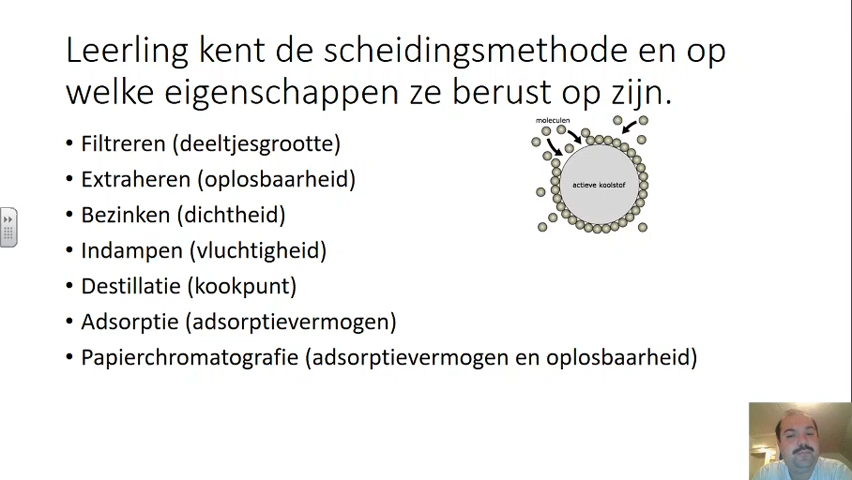 Leerling kent de scheidingsmethode en op
welke eigenschappen ze berust op zijn.
• Filtreren (deeltjesgrootte)
• Extraheren (oplosbaarheid)
• Bezinken (dichtheid)
• Indampen (vluchtigheid)
• Destillatie (kookpunt)
• Adsorptie (adsorptievermogen)
• Papierchromatografie (adsorptievermogen en oplosbaarheid)
moleculen
actieve koolstof